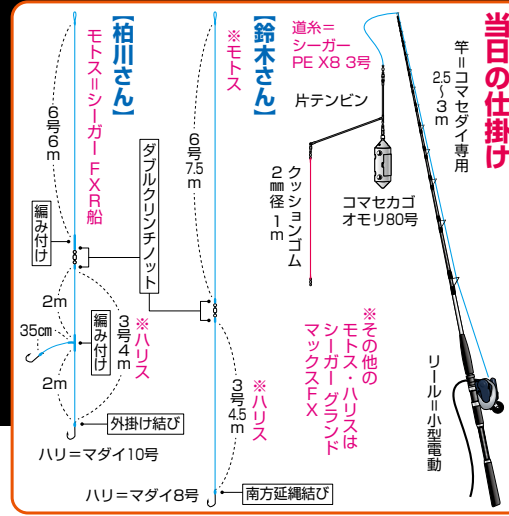 当日の仕掛け
竿=コマセダイ専用
2.5〜3m
道糸=
シーガー
PE X8 3号
片テンビン
コマセカゴ
オモリ80号
クッションゴム
2㎜径1m
リール=小型電動
※その他の
モトス・ハリスは
シーガー グランド
マックスFX
【鈴木さん】
※モトス
6号7.5m
ダブルクリンチノット
※ハリス
3号4.5m
南方延縄結び
ハリ=マダイ8号
【柏川さん】
モトス=シーガー FXR船
6号6m
編み付け
※ハリス
3号4m
編み付け
2m
35㎝
2m
外掛け結び
ハリ=マダイ10号